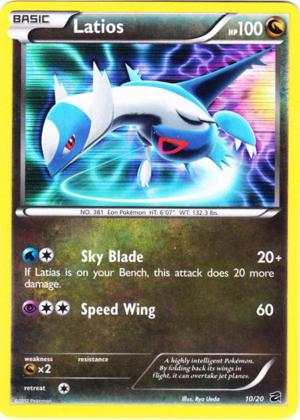 BASIC
Latios
HP100
NO. 381 Eon Pokémon HT: 6'07" WT: 132.3 lbs.
Sky Blade 20+
If Latias is on your Bench, this attack does 20 more
damage.
Speed Wing 60
weakness
×2
resistance
retreat
A highly intelligent Pokémon.
By folding back its wings in
flight, it can overtake jet planes.
©2012 Pokémon
Illus. Ryo Ueda
10/20